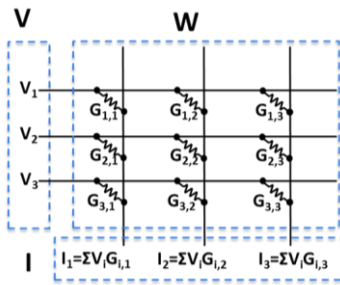 V W
V₁
G₁,₁ G₁,₂ G₁,₃
V₂
G₂,₁ G₂,₂ G₂,₃
V₃
G₃,₁ G₃,₂ G₃,₃
I I₁=ΣVᵢGᵢ,₁ I₂=ΣVᵢGᵢ,₂ I₃=ΣVᵢGᵢ,₃